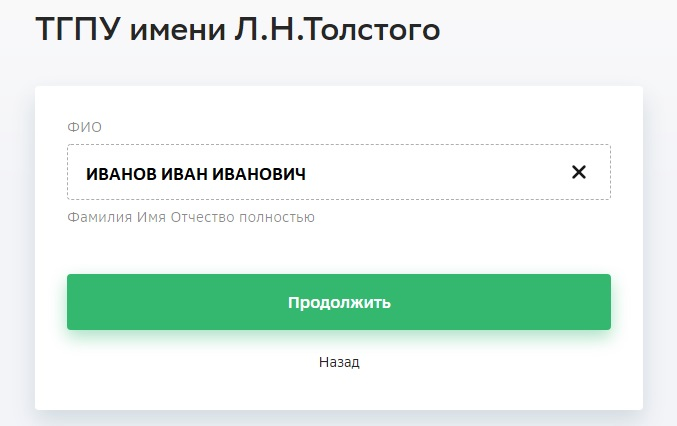 ТГПУ имени Л.Н.Толстого
ФИО
ИВАНОВ ИВАН ИВАНОВИЧ
Фамилия Имя Отчество полностью
Продолжить
Назад